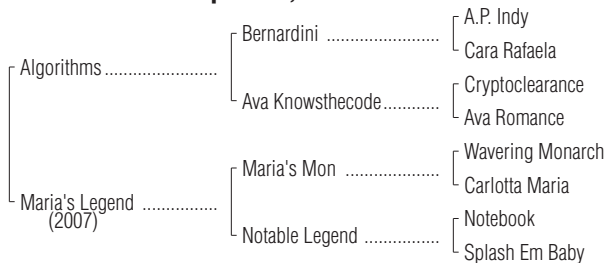 A.P. Indy
Bernardini ........................
Cara Rafaela
Algorithms ........................
Cryptoclearance
Ava Knowsthecode............
Ava Romance
Wavering Monarch
Maria's Mon ....................
Carlotta Maria
Maria's Legend ................
(2007)
Notebook
Notable Legend ................
Splash Em Baby